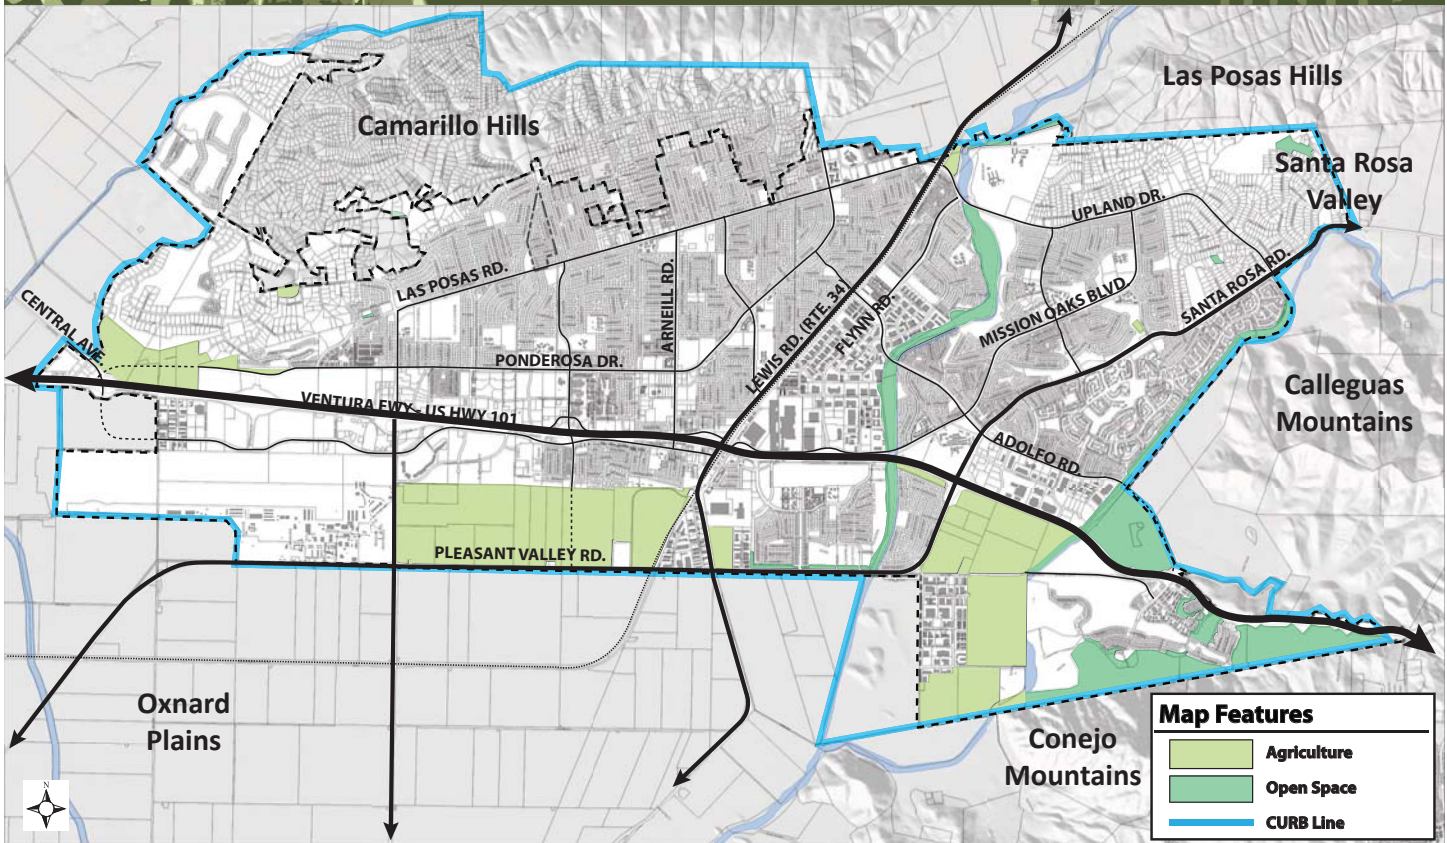 Las Posas Hills
Camarillo Hills
Santa Rosa
Valley
UPLAND DR.
LAS POSAS RD.
ARNEILL RD.
SANTA ROSA RD.
CENTRAL AVE
LEWIS RD. (RTE. 34)
FLYNN RD.
MISSION OAKS BLVD.
PONDEROSA DR.
VENTURA FWY - US HWY 101
Calleguas
Mountains
ADOLFO RD.
PLEASANT VALLEY RD.
Oxnard
Plains
Conejo
Mountains
N
Map Features
Agriculture
Open Space
CURB Line